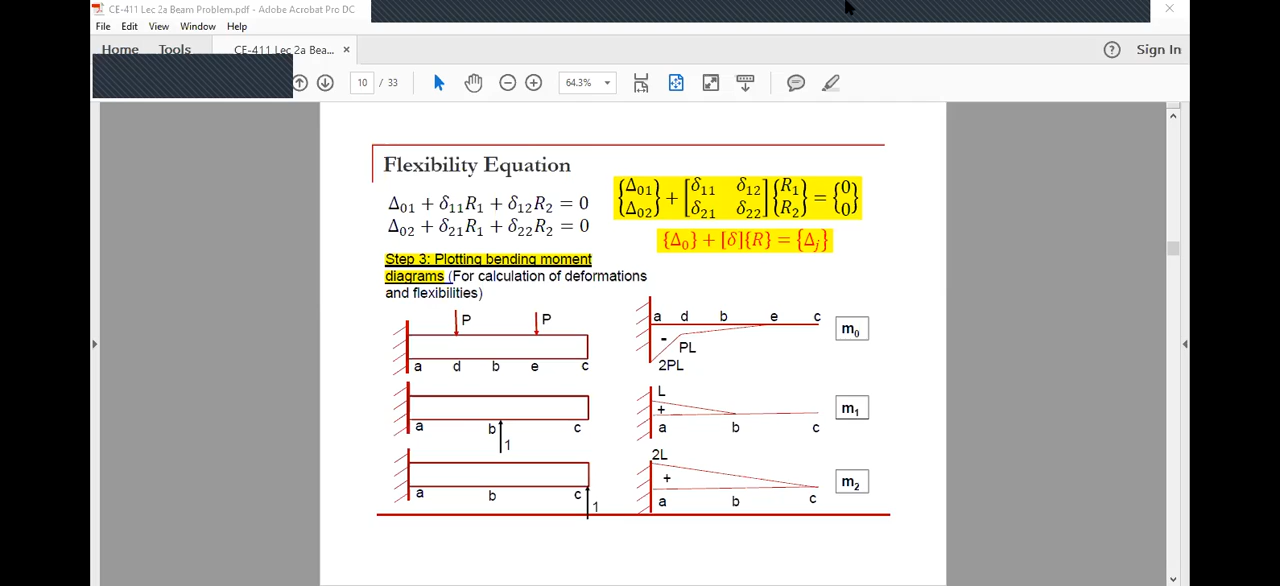 CE-411 Lec 2a Beam Problem.pdf - Adobe Acrobat Pro DC
File Edit View Window Help
Home Tools CE-411 Lec 2a Bea... × Sign In
10 / 33 64.3%
Flexibility Equation
Δ₀₁ + δ₁₁R₁ + δ₁₂R₂ = 0
Δ₀₂ + δ₂₁R₁ + δ₂₂R₂ = 0
{Δ₀₁ Δ₀₂} + [δ₁₁ δ₁₂ δ₂₁ δ₂₂] {R₁ R₂} = {0 0}
{Δ₀} + [δ]{R} = {Δⱼ}
Step 3: Plotting bending moment
diagrams (For calculation of deformations
and flexibilities)
P P
a d b e c
a d b e c
- PL
2PL
m₀
a b c
1
L
+
a b c
m₁
a b c
1
2L
+
a b c
m₂